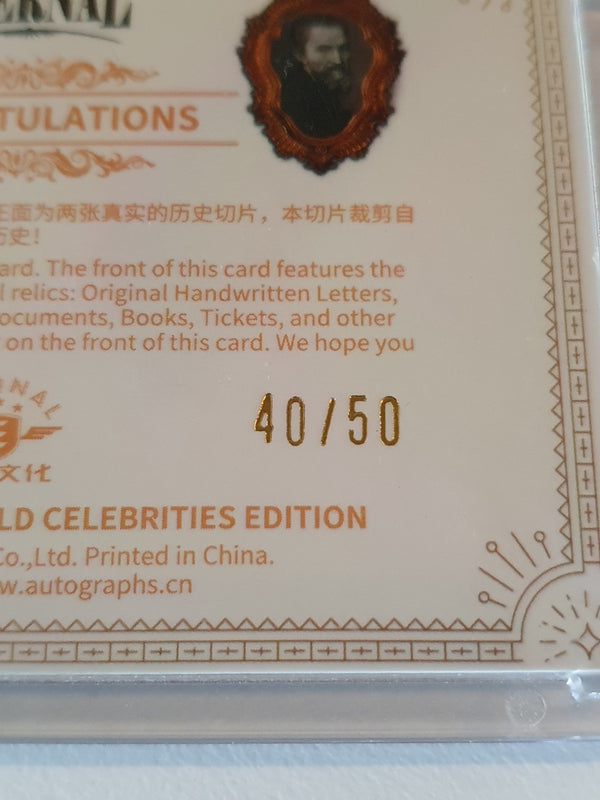 ERNAL
TULATIONS
正面为两张真实的历史切片，本切片裁剪自
历史！
ard. The front of this card features the
l relics: Original Handwritten Letters,
ocuments, Books, Tickets, and other
on the front of this card. We hope you
RNAL
40/50
文化
LD CELEBRITIES EDITION
Co.,Ltd. Printed in China.
w.autographs.cn